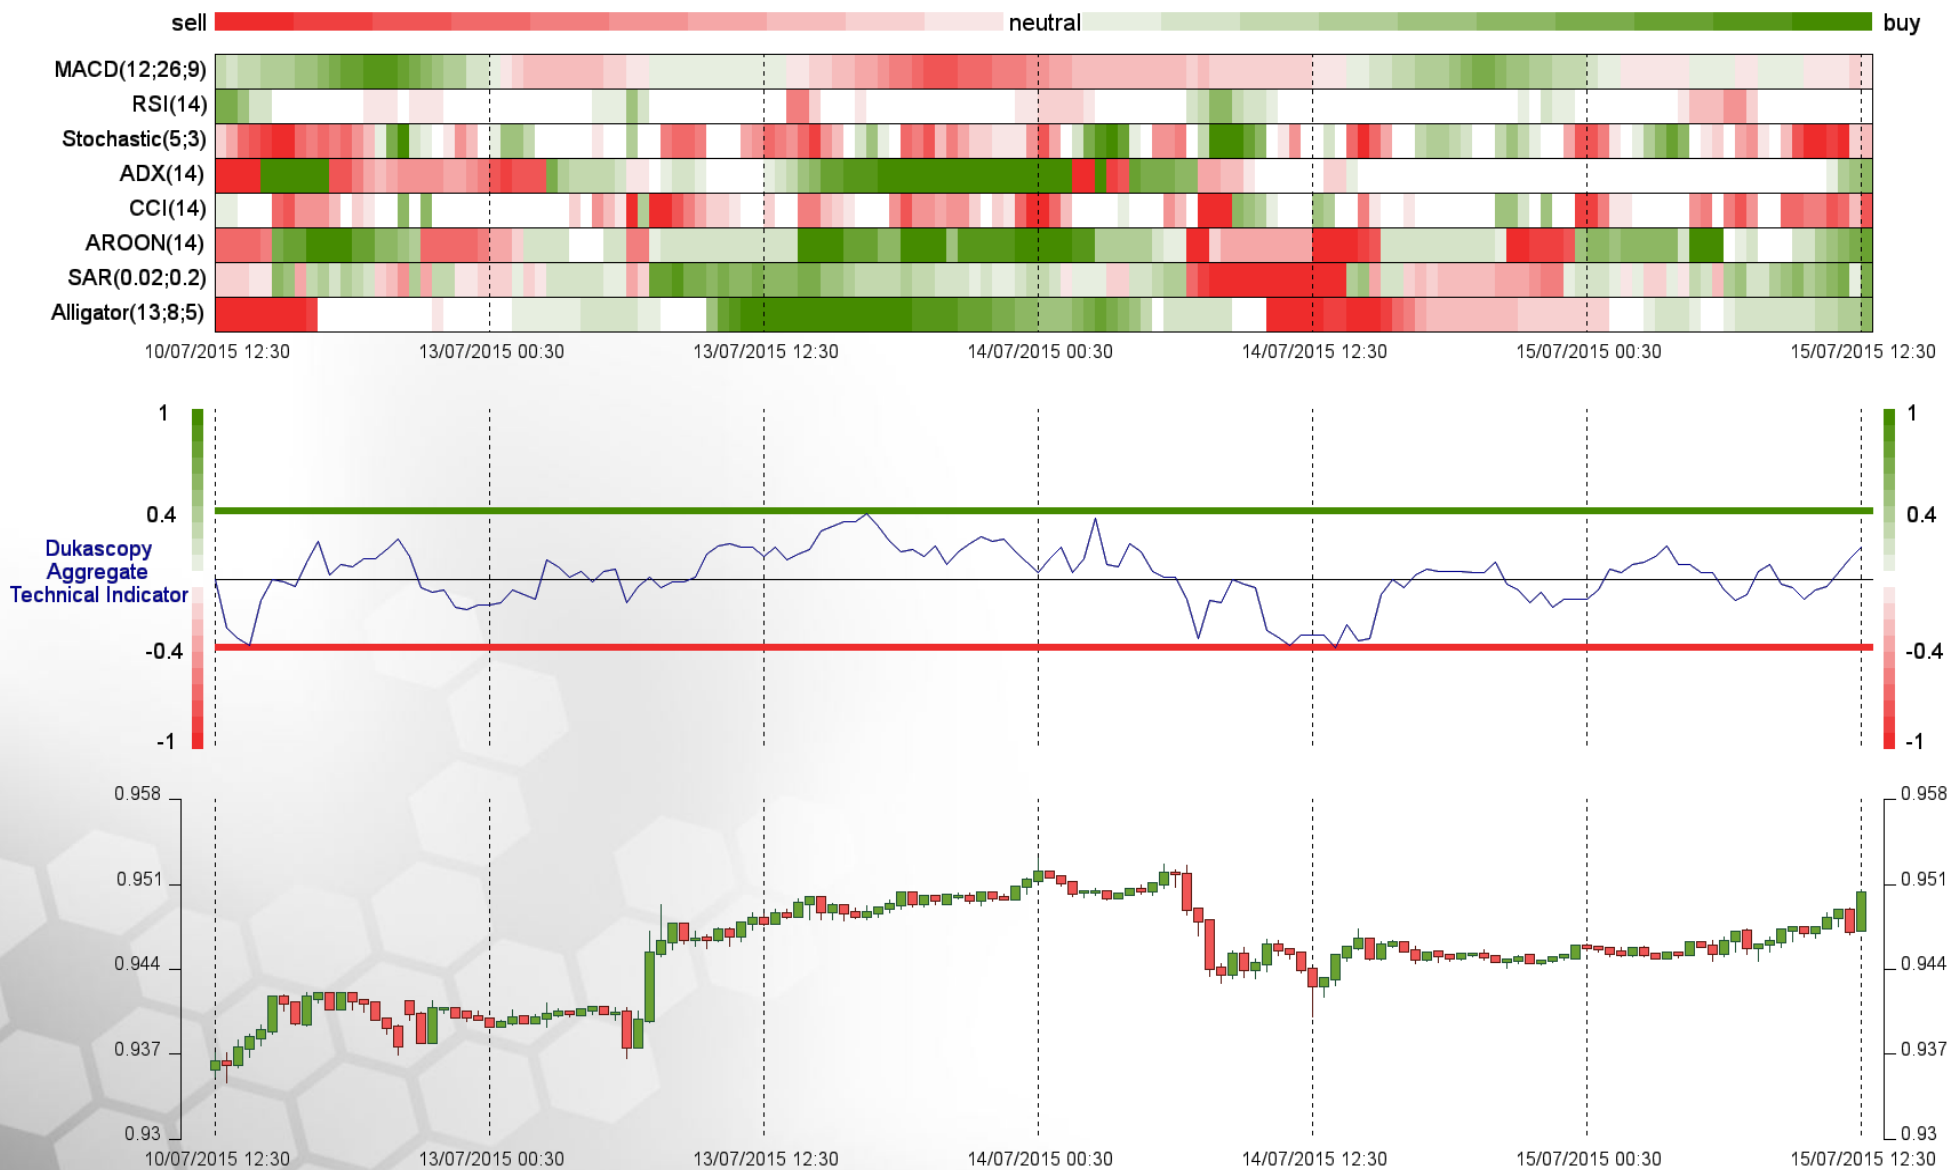 sell neutral buy
MACD(12;26;9)
RSI(14)
Stochastic(5;3)
ADX(14)
CCI(14)
AROON(14)
SAR(0.02;0.2)
Alligator(13;8;5)
10/07/2015 12:30 13/07/2015 00:30 13/07/2015 12:30 14/07/2015 00:30 14/07/2015 12:30 15/07/2015 00:30 15/07/2015 12:30
1 1
0.4 0.4
Dukascopy
Aggregate
Technical Indicator
-0.4 -0.4
-1 -1
0.958 0.958
0.951 0.951
0.944 0.944
0.937 0.937
0.93 0.93
10/07/2015 12:30 13/07/2015 00:30 13/07/2015 12:30 14/07/2015 00:30 14/07/2015 12:30 15/07/2015 00:30 15/07/2015 12:30